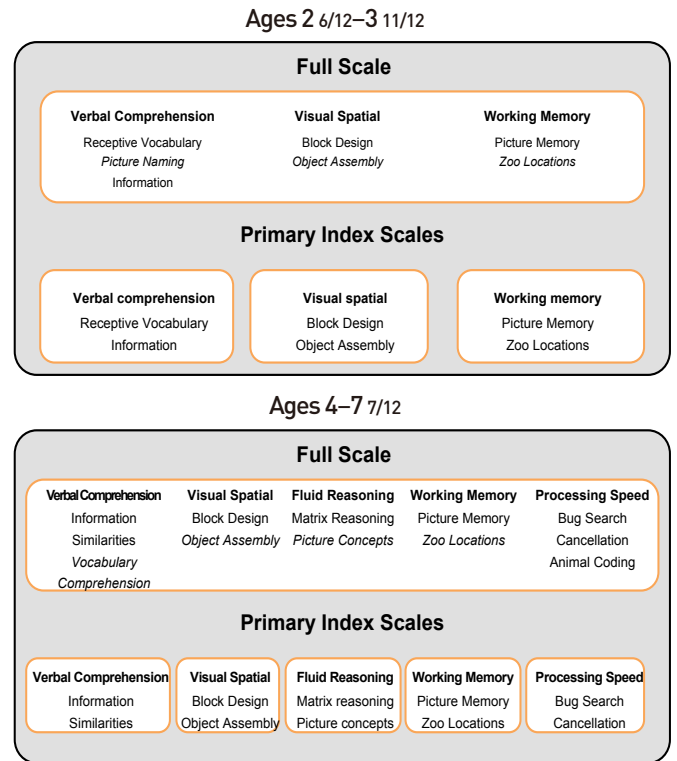 Ages 2 6/12–3 11/12
Full Scale
Verbal Comprehension Visual Spatial Working Memory
Receptive Vocabulary Block Design Picture Memory
Picture Naming Object Assembly Zoo Locations
Information
Primary Index Scales
Verbal comprehension Visual spatial Working memory
Receptive Vocabulary Block Design Picture Memory
Information Object Assembly Zoo Locations
Ages 4–7 7/12
Full Scale
Verbal Comprehension Visual Spatial Fluid Reasoning Working Memory Processing Speed
Information Block Design Matrix Reasoning Picture Memory Bug Search
Similarities Object Assembly Picture Concepts Zoo Locations Cancellation
Vocabulary Animal Coding
Comprehension
Primary Index Scales
Verbal Comprehension Visual Spatial Fluid Reasoning Working Memory Processing Speed
Information Block Design Matrix reasoning Picture Memory Bug Search
Similarities Object Assembly Picture concepts Zoo Locations Cancellation